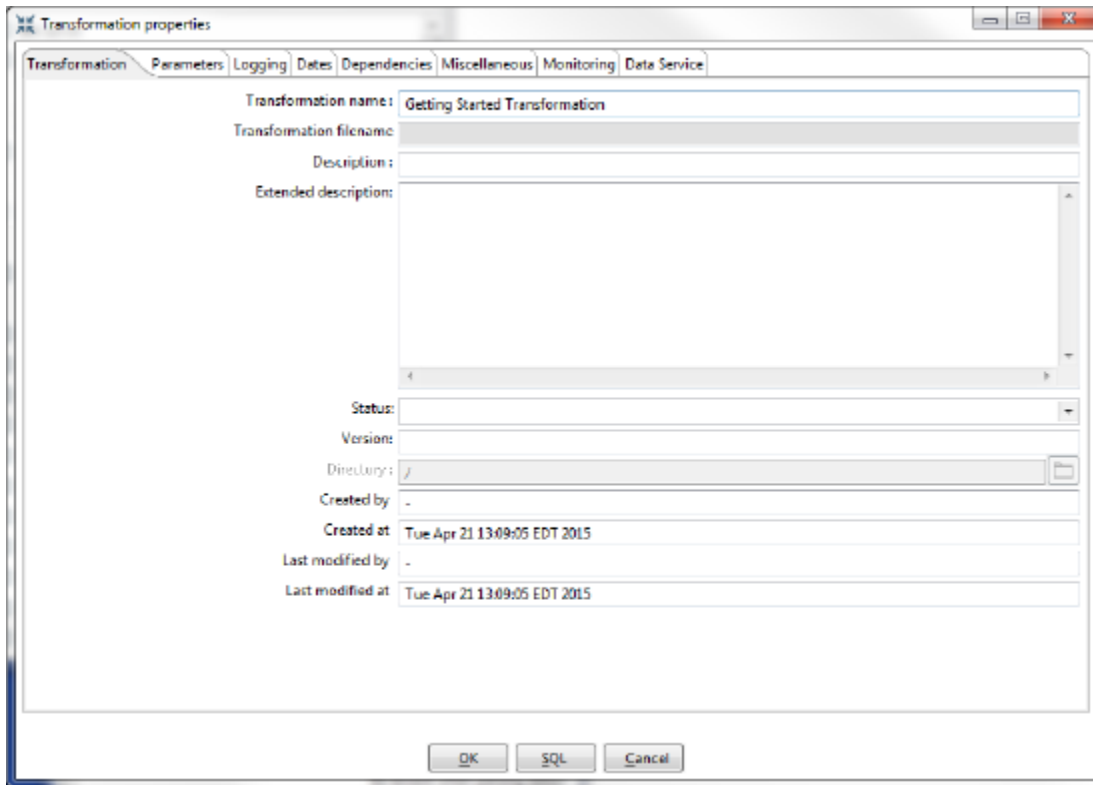 Transformation properties
Transformation Parameters Logging Dates Dependencies Miscellaneous Monitoring Data Service
Transformation name: Getting Started Transformation
Transformation filename
Description:
Extended description:
Status:
Version:
Directory: /
Created by -
Created at Tue Apr 21 13:09:05 EDT 2015
Last modified by -
Last modified at Tue Apr 21 13:09:05 EDT 2015
OK SQL Cancel